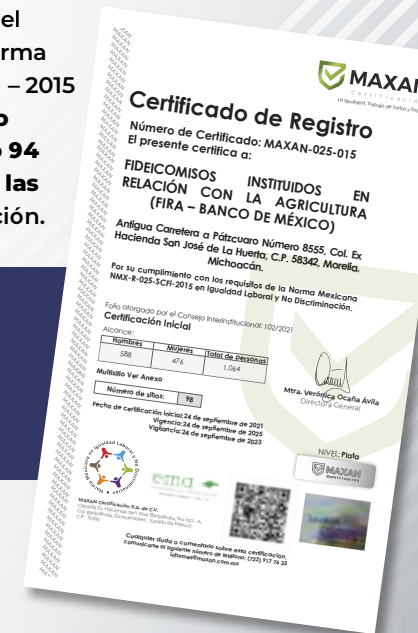 el
rma
– 2015
o
o 94
las
ción.
MAXAN
Certificado de Registro
Número de Certificado: MAXAN-025-015
El presente certifica a:
FIDEICOMISOS INSTITUIDOS EN
RELACIÓN CON LA AGRICULTURA
(FIRA – BANCO DE MÉXICO)
Antigua Carretera a Pátzcuaro Número 8555, Col. Ex
Hacienda San José de La Huerta, C.P. 58342, Morelia,
Michoacán.
Por su cumplimiento con los requisitos de la Norma Mexicana
NMX-R-025-SCFI-2015 en Igualdad Laboral y No Discriminación.
Folio otorgado por el Consejo Interinstitucional: 102/2021
Certificación Inicial
Alcance:
Hombres Mujeres Total de Personas
588 476 1,064
Multisitio Ver Anexo
Número de sitios: 98
Fecha de certificación inicial: 24 de septiembre de 2021
Vigencia: 24 de septiembre de 2025
Vigilancia: 24 de septiembre de 2023
Mtra. Verónica Ocaña Ávila
Directora General
NIVEL: Plata
MAXAN
ema
MAXAN Certificación S.A. de C.V.
Cualquier duda o comentario sobre esta certificación,
comunicarse al siguiente número de teléfono: (722) 917 76 33
informes@maxan.com.mx